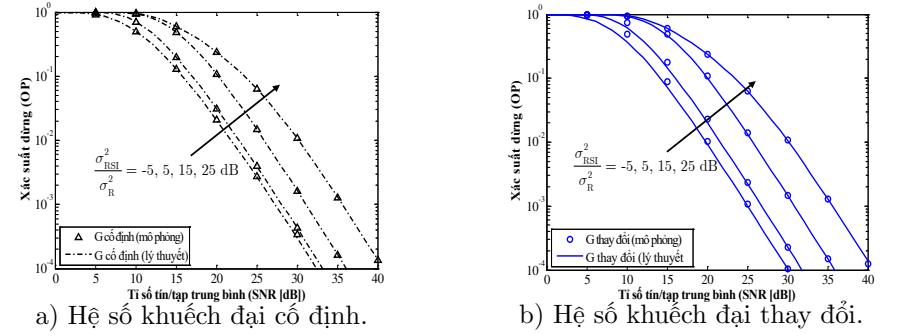 10^0
10^-1
10^-2
10^-3
10^-4
Xác suất dừng (OP)
σ²_RSI / σ²_R = -5, 5, 15, 25 dB
G cố định (mô phỏng)
G cố định (lý thuyết)
0 5 10 15 20 25 30 35 40
Tỉ số tín/tạp trung bình (SNR [dB])
a) Hệ số khuếch đại cố định.
10^0
10^-1
10^-2
10^-3
10^-4
Xác suất dừng (OP)
σ²_RSI / σ²_R = -5, 5, 15, 25 dB
G thay đổi (mô phỏng)
G thay đổi (lý thuyết
0 5 10 15 20 25 30 35 40
Tỉ số tín/tạp trung bình (SNR [dB])
b) Hệ số khuếch đại thay đổi.